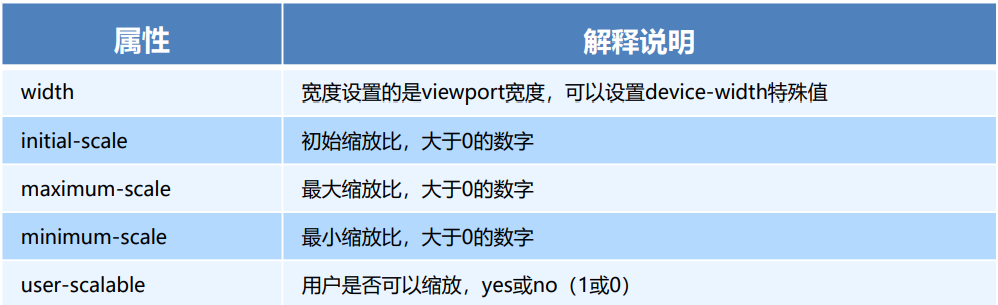 属性 解释说明
width 宽度设置的是viewport宽度，可以设置device-width特殊值
initial-scale 初始缩放比，大于0的数字
maximum-scale 最大缩放比，大于0的数字
minimum-scale 最小缩放比，大于0的数字
user-scalable 用户是否可以缩放，yes或no（1或0）